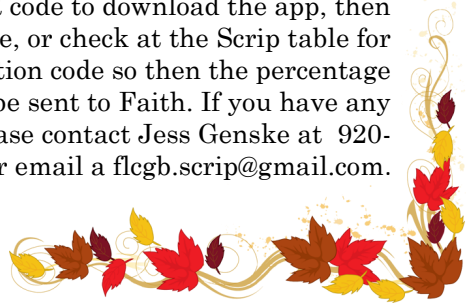 code to download the app, then
e, or check at the Scrip table for
tion code so then the percentage
be sent to Faith. If you have any
ase contact Jess Genske at 920-
r email a flcgb.scrip@gmail.com.